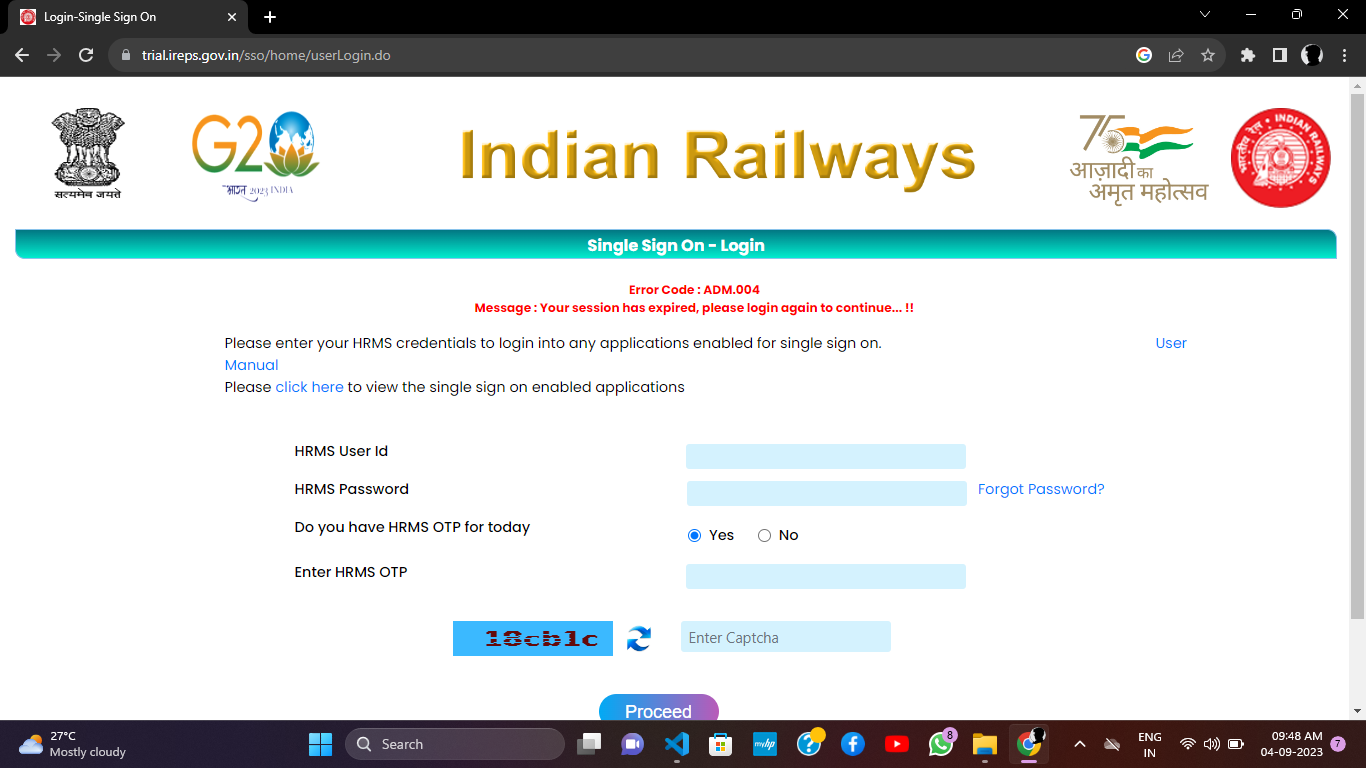 Login-Single Sign On
trial.ireps.gov.in/sso/home/userLogin.do
सत्यमेव जयते
G20
भारत 2023 INDIA
Indian Railways
75
आज़ादी का
अमृत महोत्सव
भारतीय रेल INDIAN RAILWAYS
Single Sign On - Login
Error Code : ADM.004
Message : Your session has expired, please login again to continue... !!
Please enter your HRMS credentials to login into any applications enabled for single sign on. User
Manual
Please click here to view the single sign on enabled applications
HRMS User Id
HRMS Password Forgot Password?
Do you have HRMS OTP for today Yes No
Enter HRMS OTP
18cb1c Enter Captcha
Proceed
27°C
Mostly cloudy
Search
myhp
8
ENG
IN
09:48 AM
04-09-2023
7